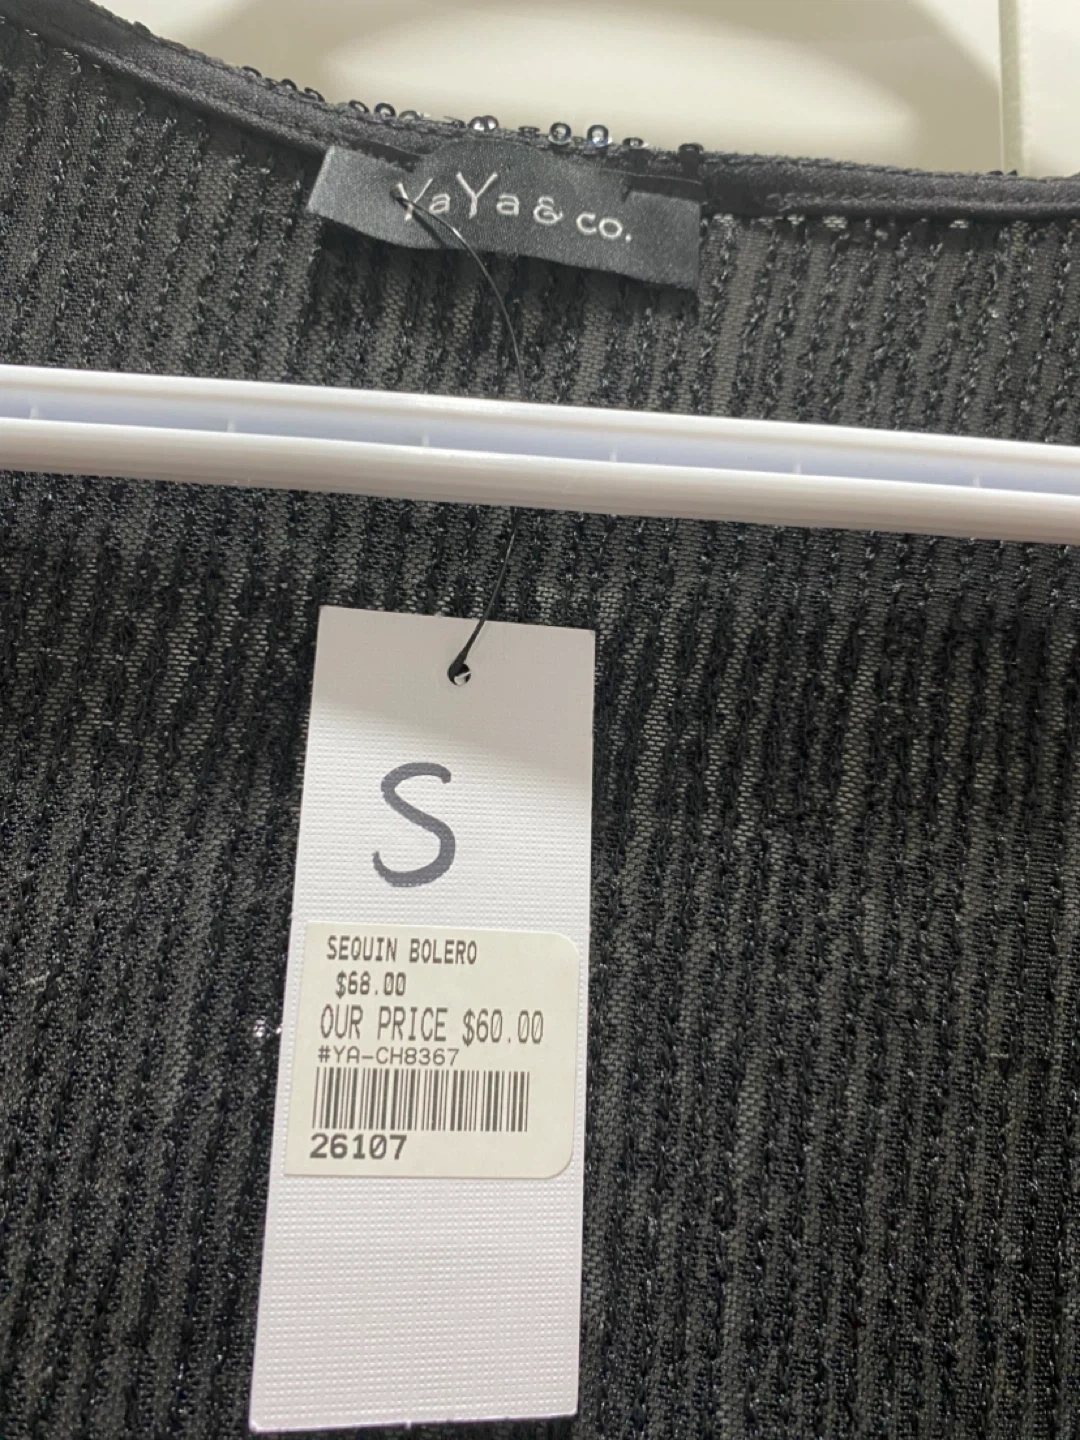 YaYa & co.
S
SEQUIN BOLERO
$68.00
OUR PRICE $60.00
#YA-CH8367
26107